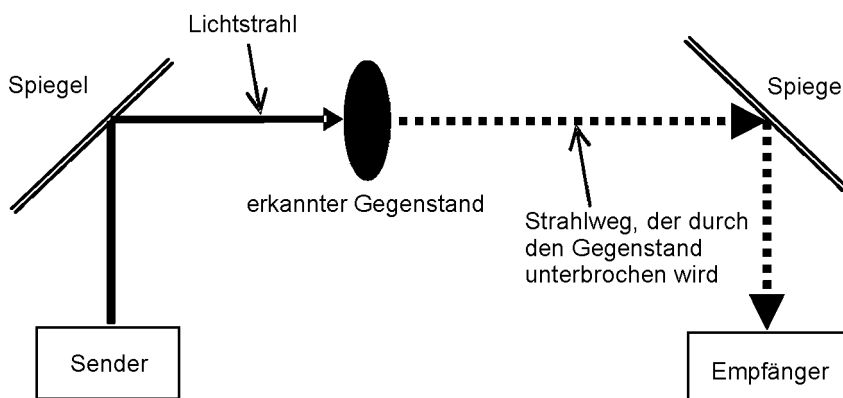 Lichtstrahl
Spiegel
Spiege
erkannter Gegenstand
Strahlweg, der durch
den Gegenstand
unterbrochen wird
Sender
Empfänger